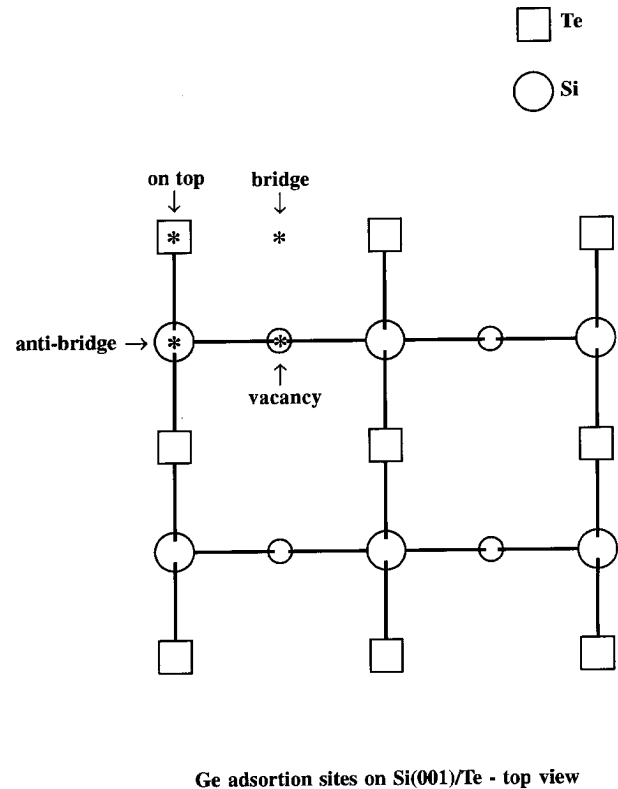 Te
Si
on top
bridge
↓
↓
*
*
anti-bridge →
*
*
↑
vacancy
Ge adsortion sites on Si(001)/Te - top view